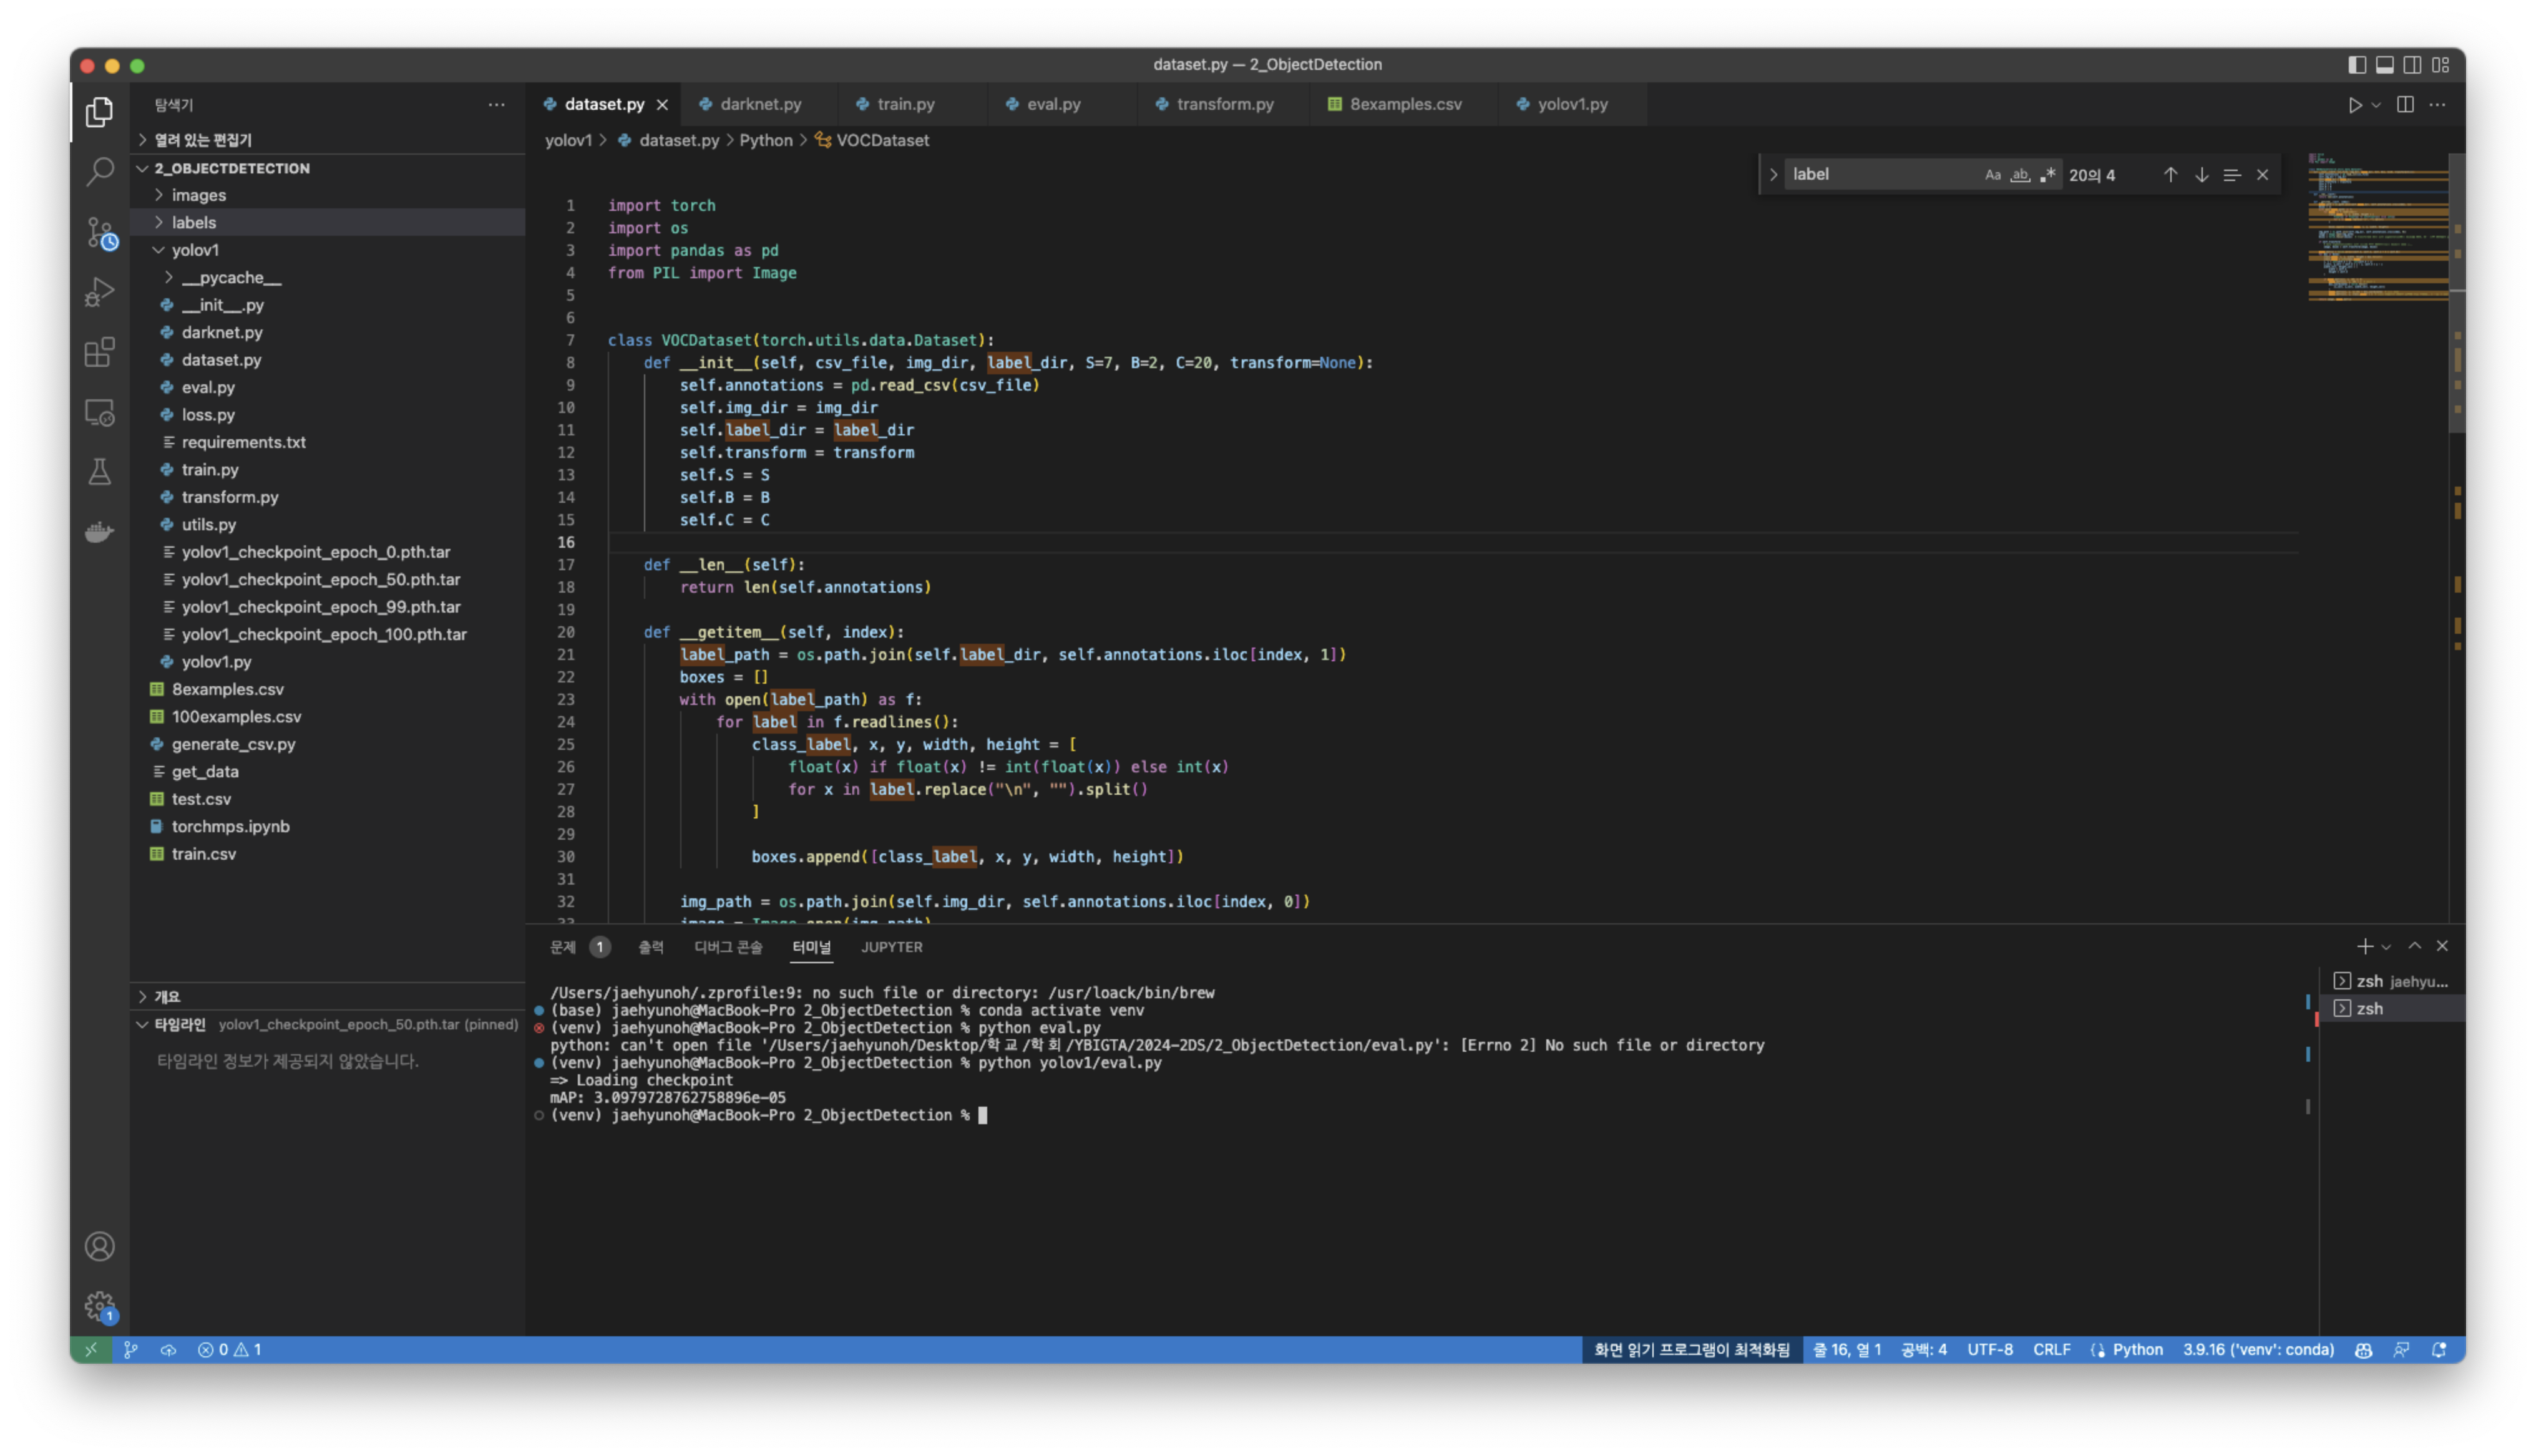 dataset.py — 2_ObjectDetection
탐색기
열려 있는 편집기
2_OBJECTDETECTION
images
labels
yolov1
__pycache__
__init__.py
darknet.py
dataset.py
eval.py
loss.py
requirements.txt
train.py
transform.py
utils.py
yolov1_checkpoint_epoch_0.pth.tar
yolov1_checkpoint_epoch_50.pth.tar
yolov1_checkpoint_epoch_99.pth.tar
yolov1_checkpoint_epoch_100.pth.tar
yolov1.py
8examples.csv
100examples.csv
generate_csv.py
get_data
test.csv
torchmps.ipynb
train.csv
개요
타임라인 yolov1_checkpoint_epoch_50.pth.tar (pinned)
타임라인 정보가 제공되지 않았습니다.
dataset.py darknet.py train.py eval.py transform.py 8examples.csv yolov1.py
yolov1 > dataset.py > Python > VOCDataset
label Aa ab 20의 4
1 import torch
2 import os
3 import pandas as pd
4 from PIL import Image
5
6
7 class VOCDataset(torch.utils.data.Dataset):
8 def __init__(self, csv_file, img_dir, label_dir, S=7, B=2, C=20, transform=None):
9 self.annotations = pd.read_csv(csv_file)
10 self.img_dir = img_dir
11 self.label_dir = label_dir
12 self.transform = transform
13 self.S = S
14 self.B = B
15 self.C = C
16
17 def __len__(self):
18 return len(self.annotations)
19
20 def __getitem__(self, index):
21 label_path = os.path.join(self.label_dir, self.annotations.iloc[index, 1])
22 boxes = []
23 with open(label_path) as f:
24 for label in f.readlines():
25 class_label, x, y, width, height = [
26 float(x) if float(x) != int(float(x)) else int(x)
27 for x in label.replace("\n", "").split()
28 ]
29
30 boxes.append([class_label, x, y, width, height])
31
32 img_path = os.path.join(self.img_dir, self.annotations.iloc[index, 0])
33 image = Image.open(img_path)
문제 1 출력 디버그 콘솔 터미널 JUPYTER
/Users/jaehyunoh/.zprofile:9: no such file or directory: /usr/loack/bin/brew
(base) jaehyunoh@MacBook-Pro 2_ObjectDetection % conda activate venv
(venv) jaehyunoh@MacBook-Pro 2_ObjectDetection % python eval.py
python: can't open file '/Users/jaehyunoh/Desktop/학교/학회/YBIGTA/2024-2DS/2_ObjectDetection/eval.py': [Errno 2] No such file or directory
(venv) jaehyunoh@MacBook-Pro 2_ObjectDetection % python yolov1/eval.py
=> Loading checkpoint
mAP: 3.0979728762758896e-05
(venv) jaehyunoh@MacBook-Pro 2_ObjectDetection %
zsh jaehyu...
zsh
1
0 1
화면 읽기 프로그램이 최적화됨 줄 16, 열 1 공백: 4 UTF-8 CRLF Python 3.9.16 ('venv': conda)